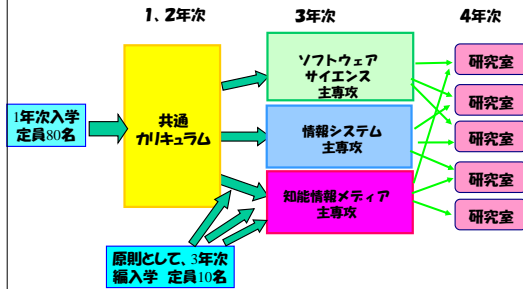 1、2年次
3年次
4年次
1年次入学
定員80名
共通
カリキュラム
ソフトウェア
サイエンス
主専攻
情報システム
主専攻
知能情報メディア
主専攻
研究室
研究室
研究室
研究室
研究室
原則として、3年次
編入学 定員10名